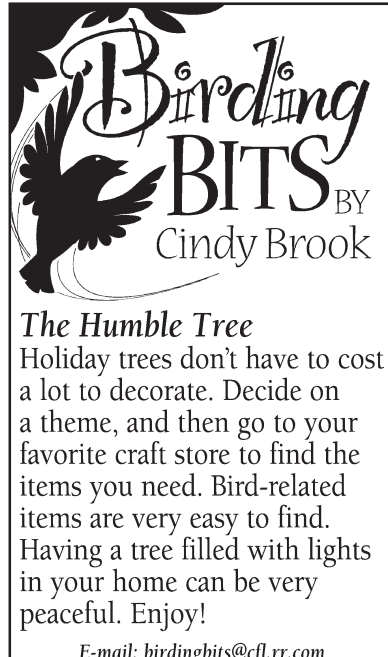 Birding
BITS BY
Cindy Brook
The Humble Tree
Holiday trees don't have to cost
a lot to decorate. Decide on
a theme, and then go to your
favorite craft store to find the
items you need. Bird-related
items are very easy to find.
Having a tree filled with lights
in your home can be very
peaceful. Enjoy!
E-mail: birdingbits@cfl.rr.com